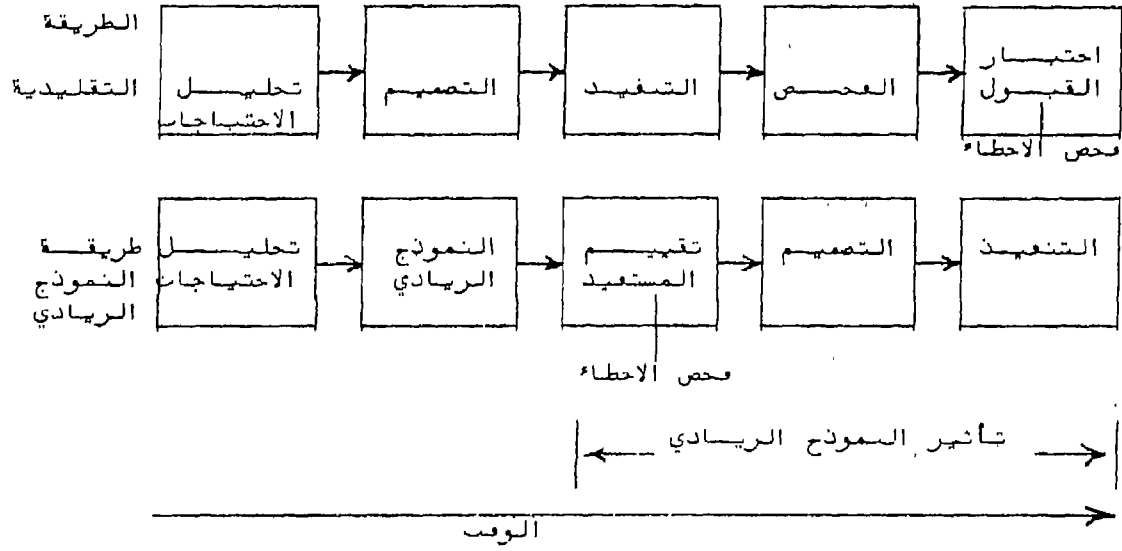 الطريقة
التقليدية
تحليل
الاحتياجات
التصميم
التنفيذ
الفحص
اختبار
القبول
فحص الاخطاء
طريقة
النموذج
الريادي
تحليل
الاحتياجات
النموذج
الريادي
تقييم
المستفيد
التصميم
التنفيذ
فحص الاخطاء
تأثير النموذج الريادي
الوقت